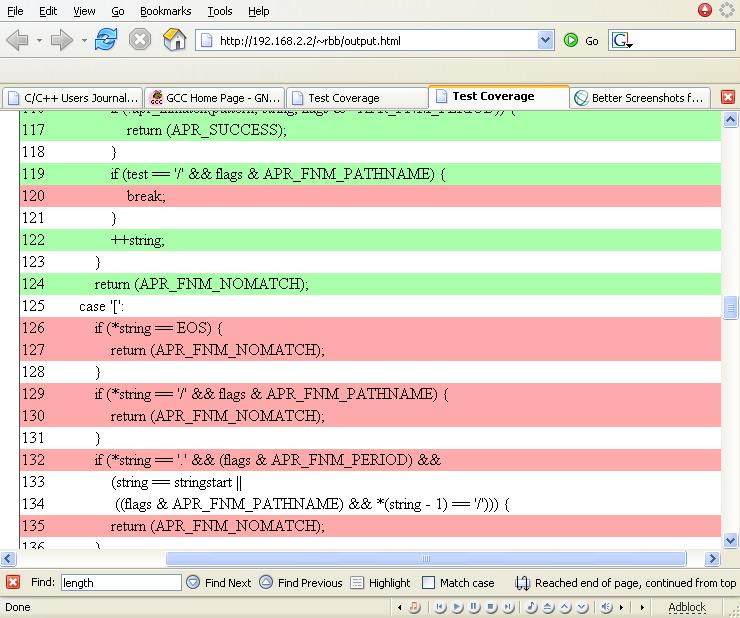 File Edit View Go Bookmarks Tools Help
http://192.168.2.2/~rbb/output.html Go G
C/C++ Users Journal... GCC Home Page - GN... Test Coverage Test Coverage Better Screenshots f...
117 return (APR_SUCCESS);
118 }
119 if (test == '/' && flags & APR_FNM_PATHNAME) {
120 break;
121 }
122 ++string;
123 }
124 return (APR_FNM_NOMATCH);
125 case '[':
126 if (*string == EOS) {
127 return (APR_FNM_NOMATCH);
128 }
129 if (*string == '/' && flags & APR_FNM_PATHNAME) {
130 return (APR_FNM_NOMATCH);
131 }
132 if (*string == '.' && (flags & APR_FNM_PERIOD) &&
133 (string == stringstart ||
134 ((flags & APR_FNM_PATHNAME) && *(string - 1) == '/'))) {
135 return (APR_FNM_NOMATCH);
136 }
Find: length Find Next Find Previous Highlight Match case Reached end of page, continued from top
Done Adblock